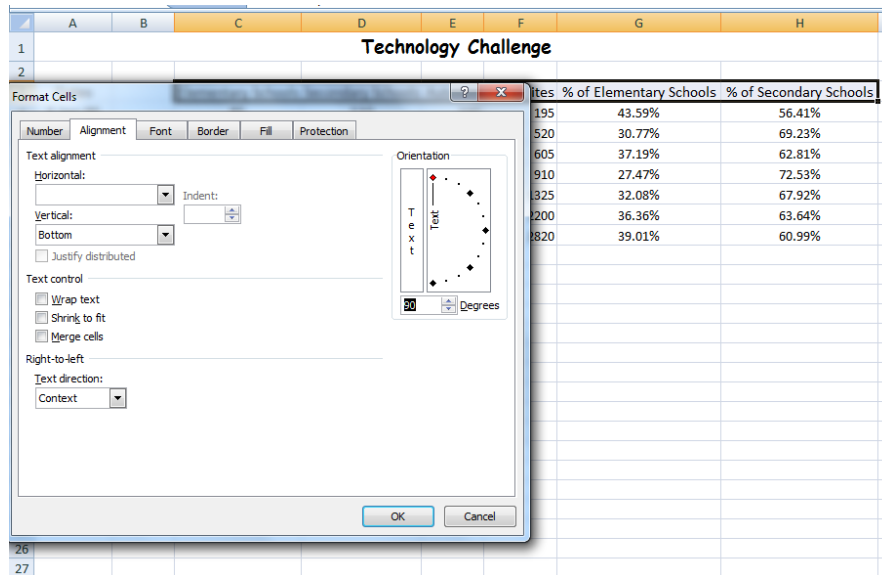 A B C D E F G H
1 Technology Challenge
2
Format Cells
Number Alignment Font Border Fill Protection
Text alignment
Horizontal:
Indent:
Vertical:
Bottom
Justify distributed
Text control
Wrap text
Shrink to fit
Merge cells
Right-to-left
Text direction:
Context
Orientation
Text
Text
90 Degrees
OK Cancel
ites % of Elementary Schools % of Secondary Schools
195 43.59% 56.41%
520 30.77% 69.23%
605 37.19% 62.81%
910 27.47% 72.53%
1325 32.08% 67.92%
2200 36.36% 63.64%
2820 39.01% 60.99%
26
27